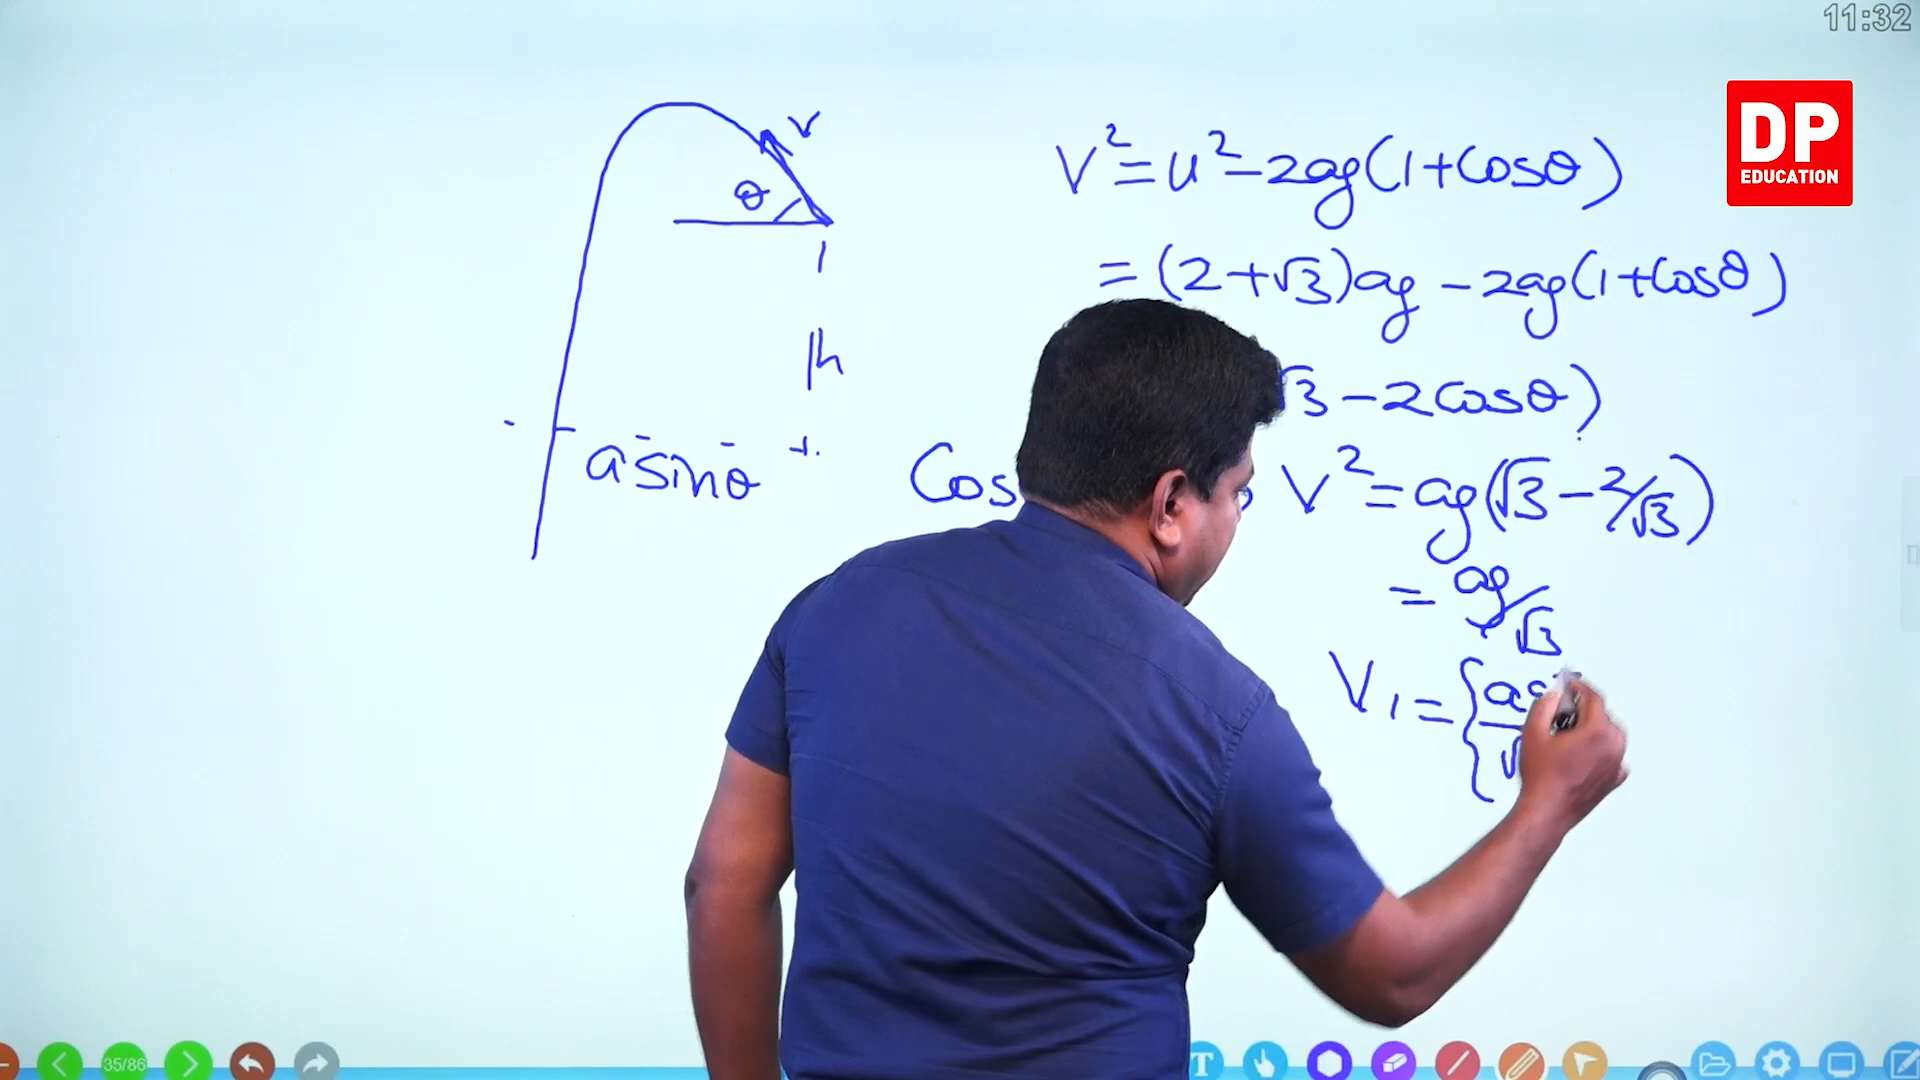 11:32
DP
EDUCATION
V
θ
h
a sinθ
V² = u² - 2ag(1+Cosθ)
= (2+√3)ag - 2ag(1+Cosθ)
√3 - 2Cosθ)
Cos
V² = ag(√3 - 2/√3)
= ag/√3
V₁ =
35/86
T